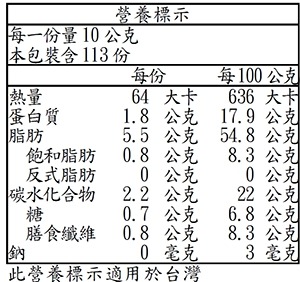 營養標示
每一份量10公克
本包裝含113份
每份 每100公克
熱量 64 大卡 636 大卡
蛋白質 1.8 公克 17.9 公克
脂肪 5.5 公克 54.8 公克
飽和脂肪 0.8 公克 8.3 公克
反式脂肪 0 公克 0 公克
碳水化合物 2.2 公克 22 公克
糖 0.7 公克 6.8 公克
膳食纖維 0.8 公克 8.3 公克
鈉 0 毫克 3 毫克
此營養標示適用於台灣